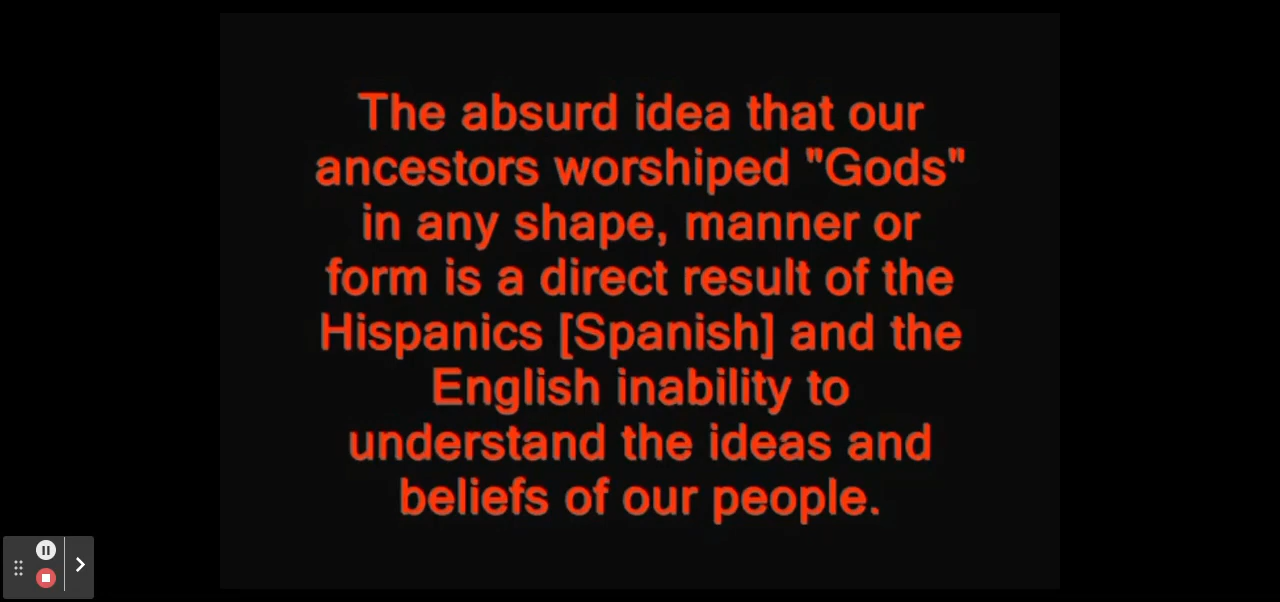 The absurd idea that our
ancestors worshiped "Gods"
in any shape, manner or
form is a direct result of the
Hispanics [Spanish] and the
English inability to
understand the ideas and
beliefs of our people.